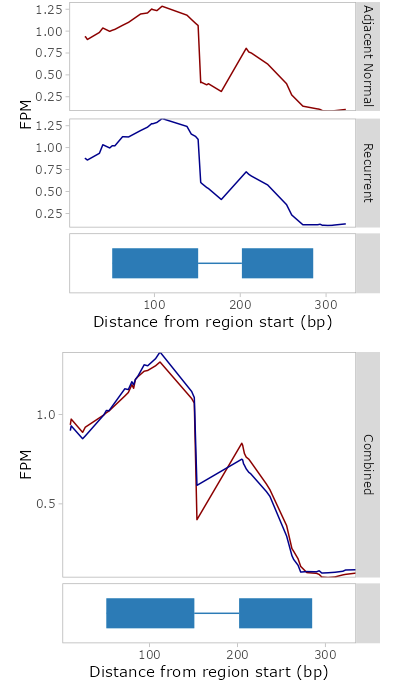 1.25
1.00
0.75
0.50
0.25
Adjacent Normal
FPM
1.25
1.00
0.75
0.50
0.25
Recurrent
100
200
300
Distance from region start (bp)
1.0
0.5
FPM
Combined
100
200
300
Distance from region start (bp)